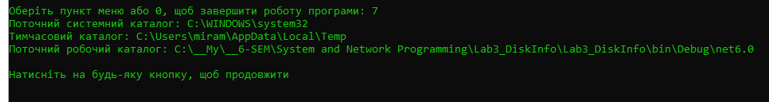 Оберіть пункт меню або 0, щоб завершити роботу програми: 7
Поточний системний каталог: C:\WINDOWS\system32
Тимчасовий каталог: C:\Users\miram\AppData\Local\Temp
Поточний робочий каталог: C:\__My\__6-SEM\System and Network Programming\Lab3_DiskInfo\Lab3_DiskInfo\bin\Debug\net6.0
Натисніть на будь-яку кнопку, щоб продовжити